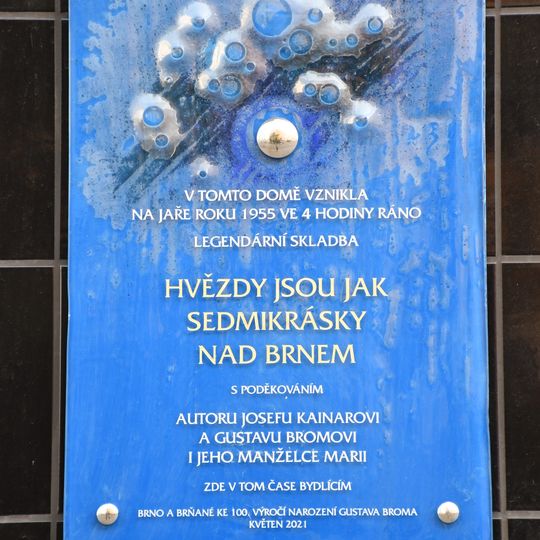 V TOMTO DOMĚ VZNIKLA
NA JAŘE ROKU 1955 VE 4 HODINY RÁNO
LEGENDÁRNÍ SKLADBA
HVĚZDY JSOU JAK
SEDMIKRÁSKY
NAD BRNEM
S PODĚKOVÁNÍM
AUTORU JOSEFU KAINAROVI
A GUSTAVU BROMOVI
I JEHO MANŽELCE MARII
ZDE V TOM ČASE BYDLÍCÍM
BRNO A BRŇANÉ KE 100. VÝROČÍ NAROZENÍ GUSTAVA BROMA
KVĚTEN 2021